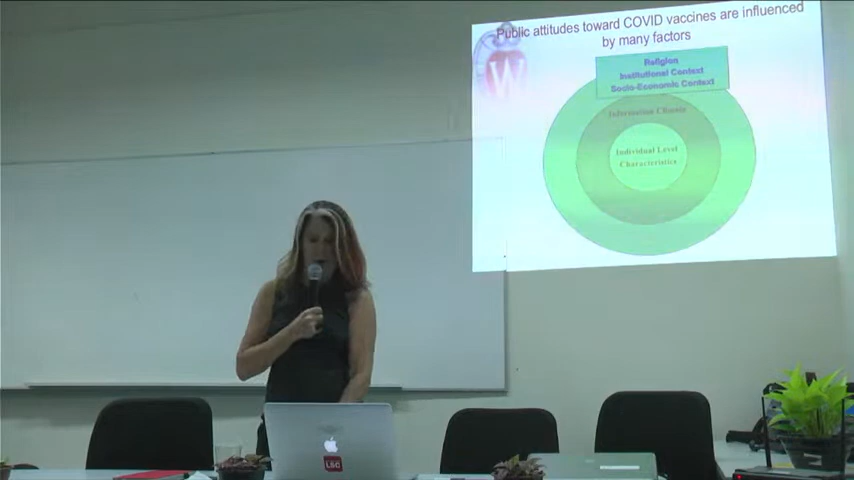 Public attitudes toward COVID vaccines are influenced
by many factors
W
Religion
Institutional Context
Socio-Economic Context
Information Climate
Individual Level
Characteristics